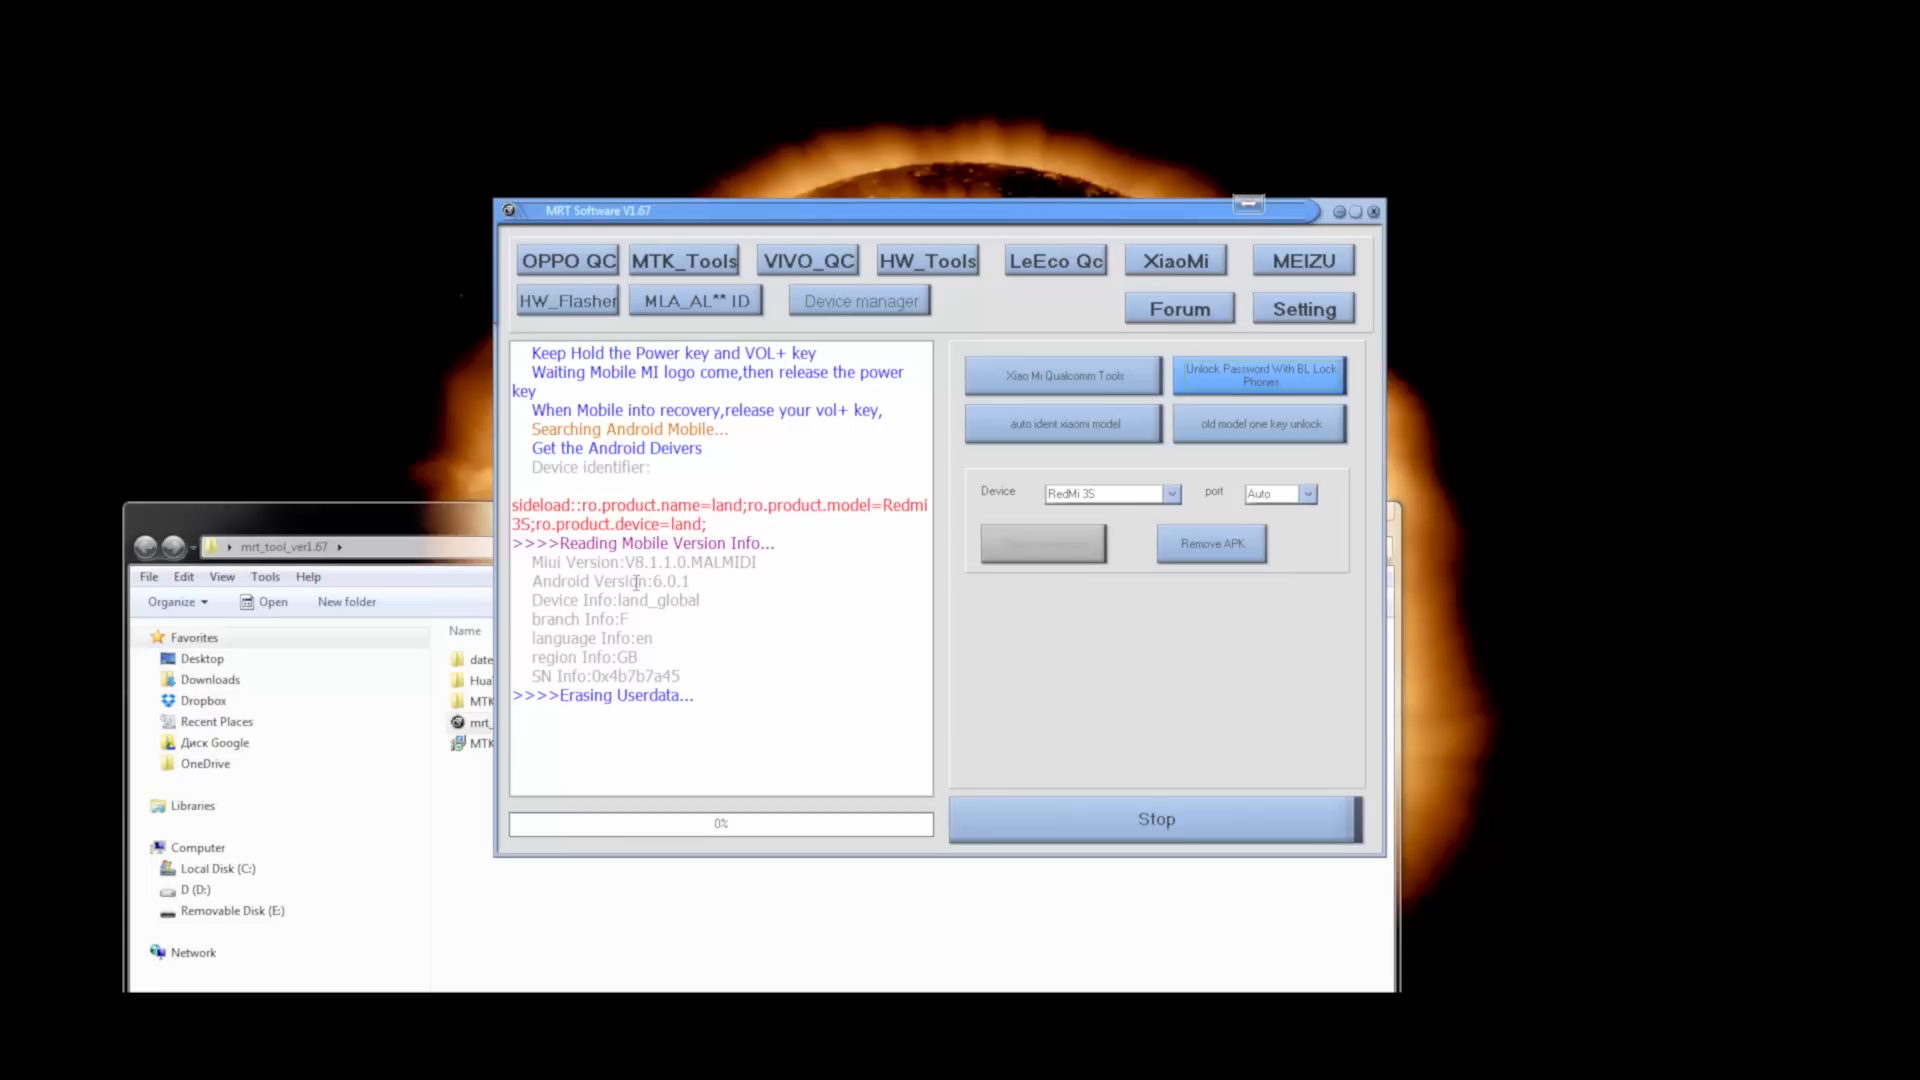 MRT Software V1.67
OPPO QC
MTK_Tools
VIVO_QC
HW_Tools
LeEco Qc
XiaoMi
MEIZU
HW_Flasher
MLA_AL** ID
Device manager
Forum
Setting
Keep Hold the Power key and VOL+ key
Waiting Mobile MI logo come,then release the power
key
When Mobile into recovery,release your vol+ key,
Searching Android Mobile...
Get the Android Deivers
Device identifier:
sideload::ro.product.name=land;ro.product.model=Redmi
3S;ro.product.device=land;
>>>>Reading Mobile Version Info...
Miui Version:V8.1.1.0.MALMIDI
Android Version:6.0.1
Device Info:land_global
branch Info:F
language Info:en
region Info:GB
SN Info:0x4b7b7a45
>>>>Erasing Userdata...
0%
Xiao Mi Qualcomm Tools
Unlock Password With BL Lock
Phones
auto ident xiaomi model
old model one key unlock
Device
RedMi 3S
port
Auto
Remove APK
Stop
mrt_tool_ver1.67
File
Edit
View
Tools
Help
Organize
Open
New folder
Name
Favorites
Desktop
Downloads
Dropbox
Recent Places
Диск Google
OneDrive
Libraries
Computer
Local Disk (C:)
D (D:)
Removable Disk (E:)
Network
date
Hua
MTK
mrt_
MTK